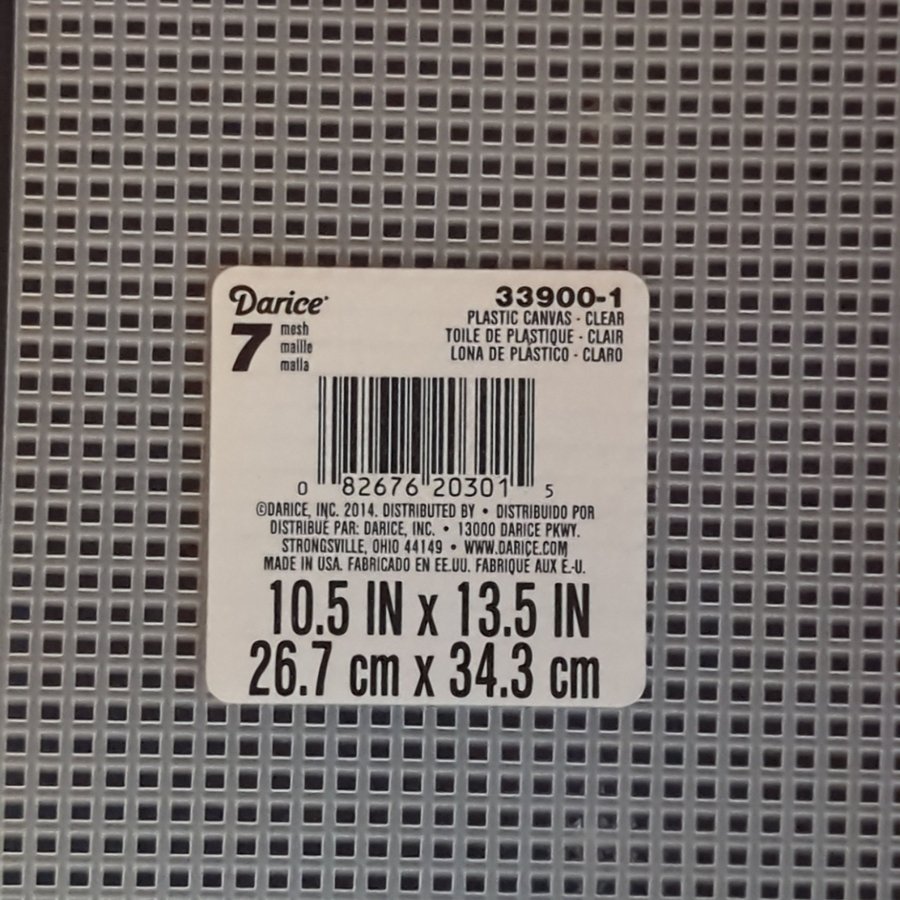 Darice
33900-1
7 mesh
maille
malla
PLASTIC CANVAS - CLEAR
TOILE DE PLASTIQUE - CLAIR
LONA DE PLÁSTICO - CLARO
0 82676 20301 5
©DARICE, INC. 2014. DISTRIBUTED BY • DISTRIBUIDO POR
DISTRIBUÉ PAR: DARICE, INC. • 13000 DARICE PKWY.
STRONGSVILLE, OHIO 44149 • WWW.DARICE.COM
MADE IN USA. FABRICADO EN EE.UU. FABRIQUÉ AUX É.-U.
10.5 IN x 13.5 IN
26.7 cm x 34.3 cm